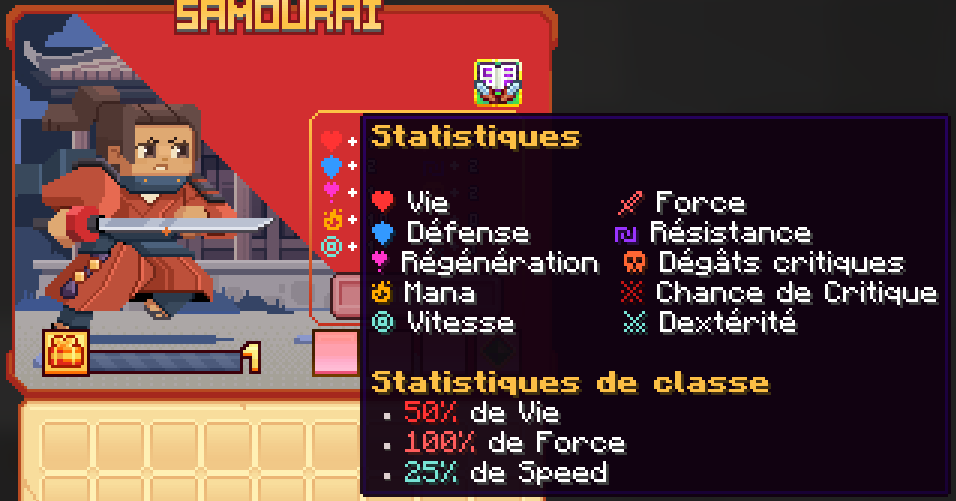 SAMOURAI
Statistiques
Vie
Force
Défense
Résistance
Régénération
Dégâts critiques
Mana
Chance de Critique
Vitesse
Dextérité
1
Statistiques de classe
50% de Vie
100% de Force
25% de Speed